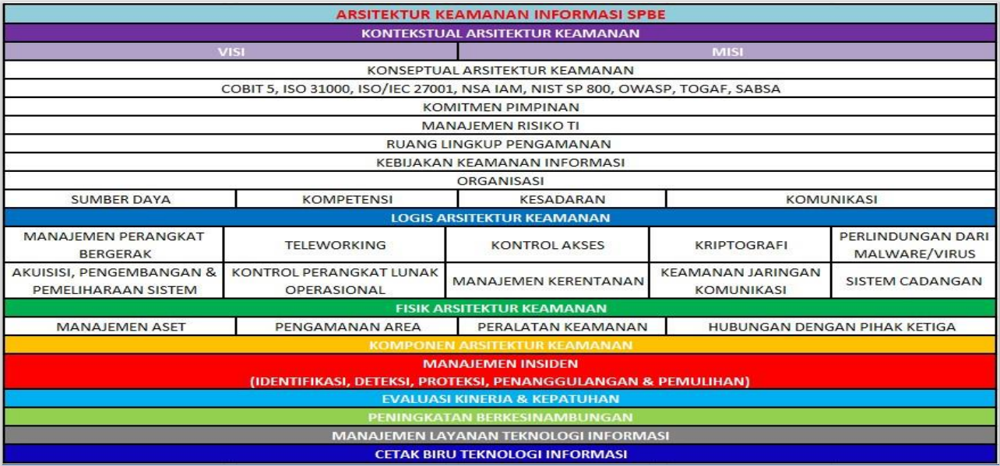 ARSITEKTUR KEAMANAN INFORMASI SPBE
KONTEKSTUAL ARSITEKTUR KEAMANAN
VISI
MISI
KONSEPTUAL ARSITEKTUR KEAMANAN
COBIT 5, ISO 31000, ISO/IEC 27001, NSA IAM, NIST SP 800, OWASP, TOGAF, SABSA
KOMITMEN PIMPINAN
MANAJEMEN RISIKO TI
RUANG LINGKUP PENGAMANAN
KEBIJAKAN KEAMANAN INFORMASI
ORGANISASI
SUMBER DAYA
KOMPETENSI
KESADARAN
KOMUNIKASI
LOGIS ARSITEKTUR KEAMANAN
MANAJEMEN PERANGKAT
BERGERAK
TELEWORKING
KONTROL AKSES
KRIPTOGRAFI
PERLINDUNGAN DARI
MALWARE/VIRUS
AKUISISI, PENGEMBANGAN &
PEMELIHARAAN SISTEM
KONTROL PERANGKAT LUNAK
OPERASIONAL
MANAJEMEN KERENTANAN
KEAMANAN JARINGAN
KOMUNIKASI
SISTEM CADANGAN
FISIK ARSITEKTUR KEAMANAN
MANAJEMEN ASET
PENGAMANAN AREA
PERALATAN KEAMANAN
HUBUNGAN DENGAN PIHAK KETIGA
KOMPONEN ARSITEKTUR KEAMANAN
MANAJEMEN INSIDEN
(IDENTIFIKASI, DETEKSI, PROTEKSI, PENANGGULANGAN & PEMULIHAN)
EVALUASI KINERJA & KEPATUHAN
PENINGKATAN BERKESINAMBUNGAN
MANAJEMEN LAYANAN TEKNOLOGI INFORMASI
CETAK BIRU TEKNOLOGI INFORMASI